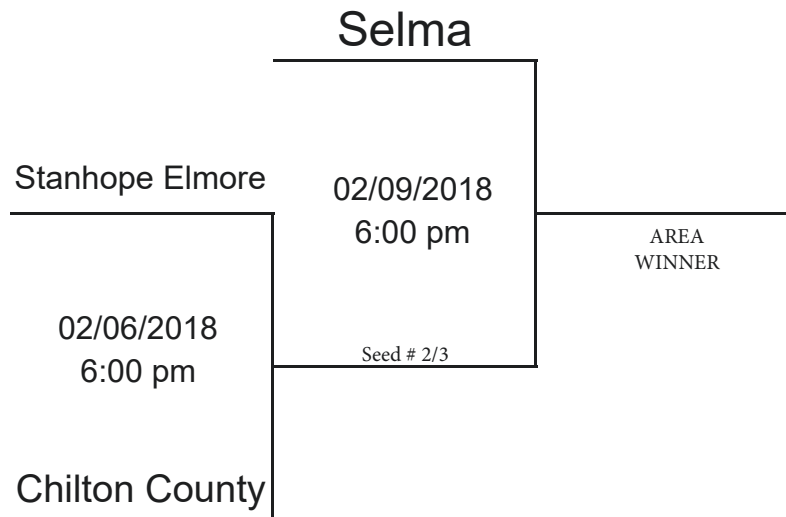 Selma
Stanhope Elmore
02/09/2018
6:00 pm
AREA
WINNER
02/06/2018
6:00 pm
Seed # 2/3
Chilton County